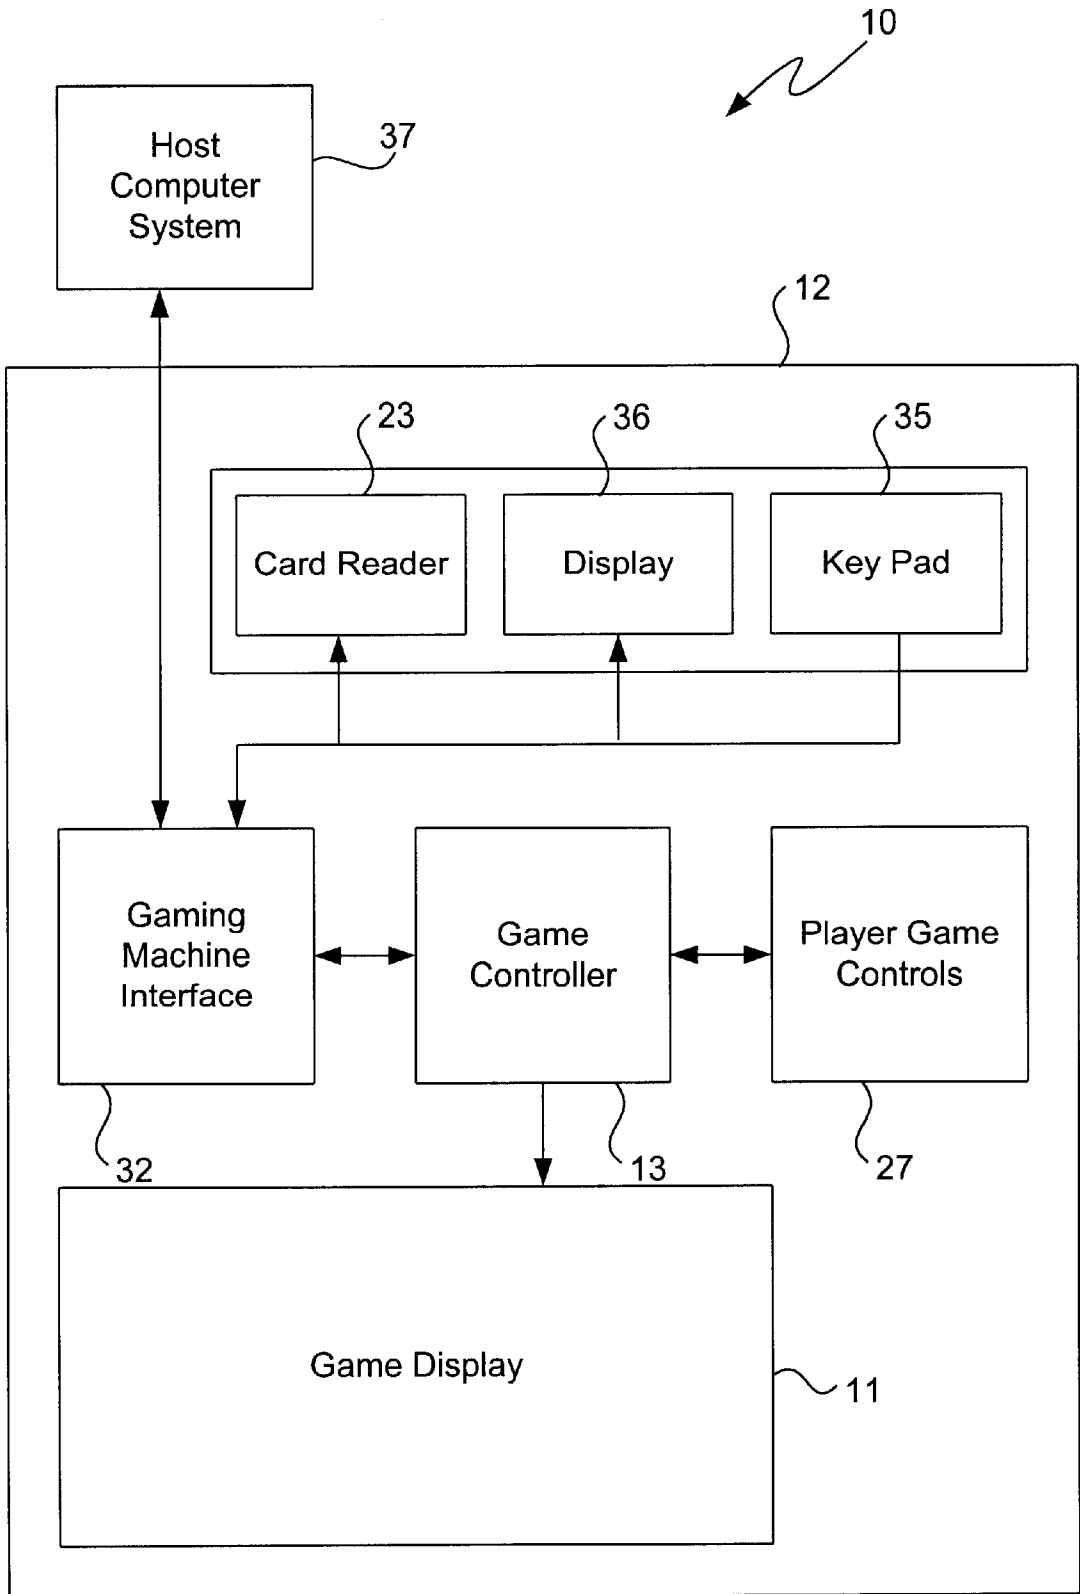 10
Host
Computer
System
37
12
23
36
35
Card Reader
Display
Key Pad
Gaming
Machine
Interface
Game
Controller
Player Game
Controls
32
13
27
Game Display
11